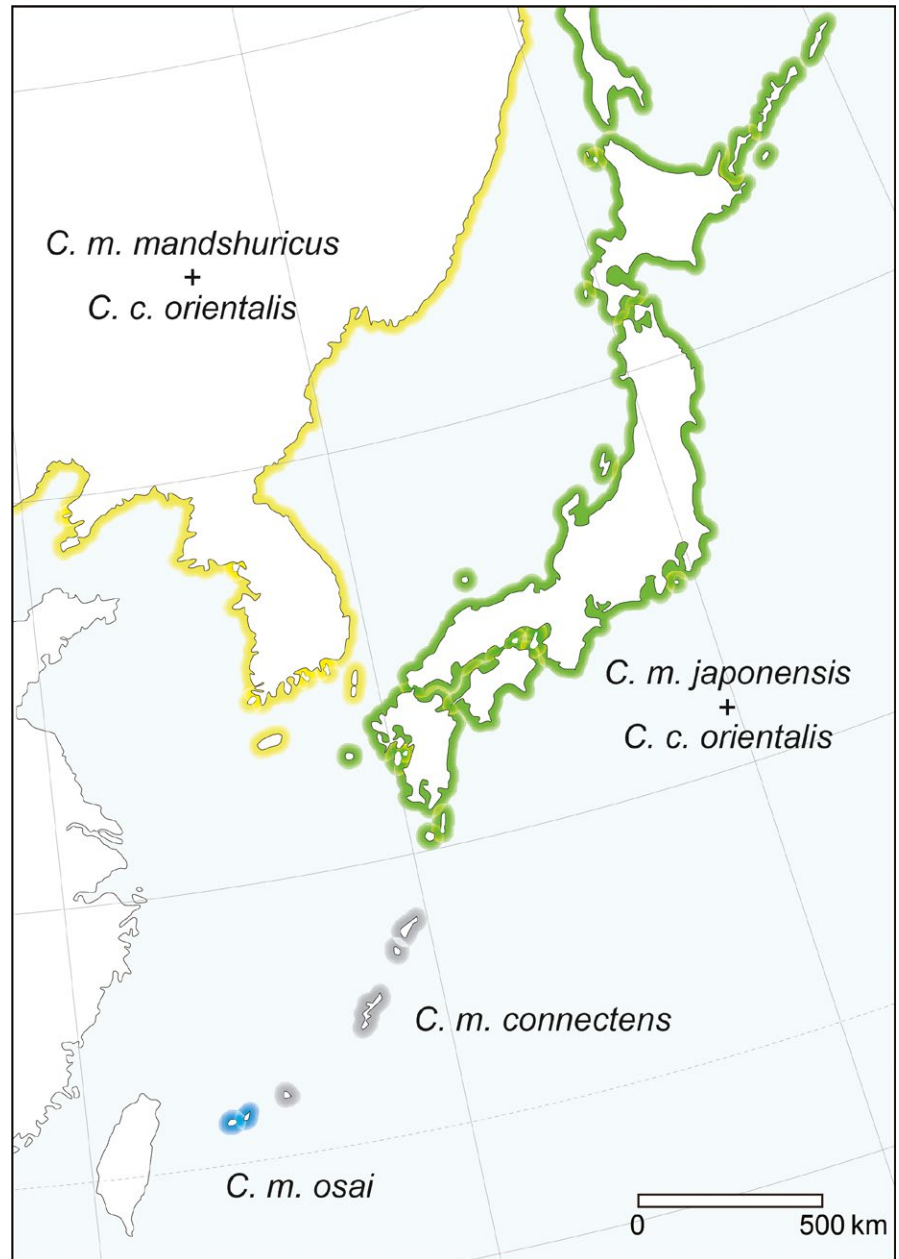 C. m. mandshuricus
+
C. c. orientalis
C. m. japonensis
+
C. c. orientalis
C. m. connectens
C. m. osai
0 500 km